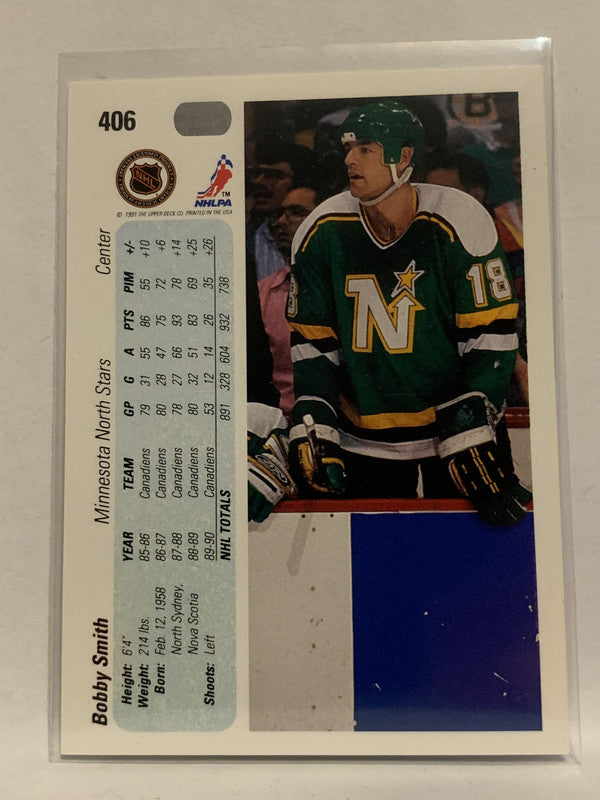 406
NHL
NHLPA
TM
© 1991 THE UPPER DECK CO. PRINTED IN THE USA
Bobby Smith Minnesota North Stars Center
Height: 6'4"
Weight: 214 lbs.
Born: Feb. 12, 1958
North Sydney,
Nova Scotia
Shoots: Left
YEAR TEAM GP G A PTS PIM +/-
85-86 Canadiens 79 31 55 86 55 +10
86-87 Canadiens 80 28 47 75 72 +6
87-88 Canadiens 78 27 66 93 78 +14
88-89 Canadiens 80 32 51 83 69 +25
89-90 Canadiens 53 12 14 26 35 +26
NHL TOTALS 891 328 604 932 738
N
18
B